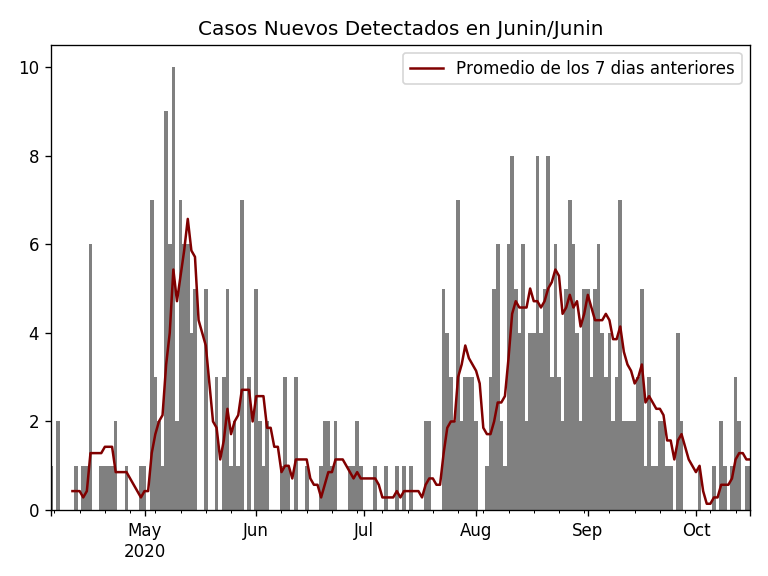 Casos Nuevos Detectados en Junin/Junin
Promedio de los 7 dias anteriores
10
8
6
4
2
0
May Jun Jul Aug Sep Oct
2020